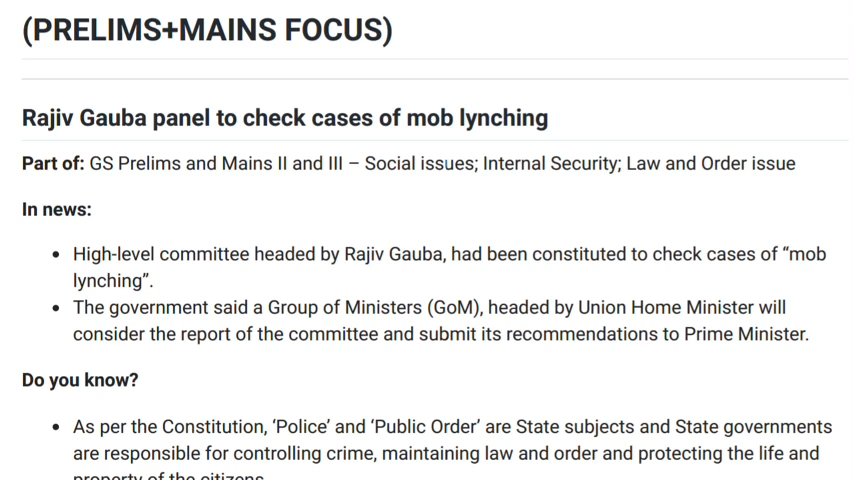 (PRELIMS+MAINS FOCUS)
Rajiv Gauba panel to check cases of mob lynching
Part of: GS Prelims and Mains II and III – Social issues; Internal Security; Law and Order issue
In news:
• High-level committee headed by Rajiv Gauba, had been constituted to check cases of “mob
lynching”.
• The government said a Group of Ministers (GoM), headed by Union Home Minister will
consider the report of the committee and submit its recommendations to Prime Minister.
Do you know?
• As per the Constitution, ‘Police’ and ‘Public Order’ are State subjects and State governments
are responsible for controlling crime, maintaining law and order and protecting the life and
property of the citizens